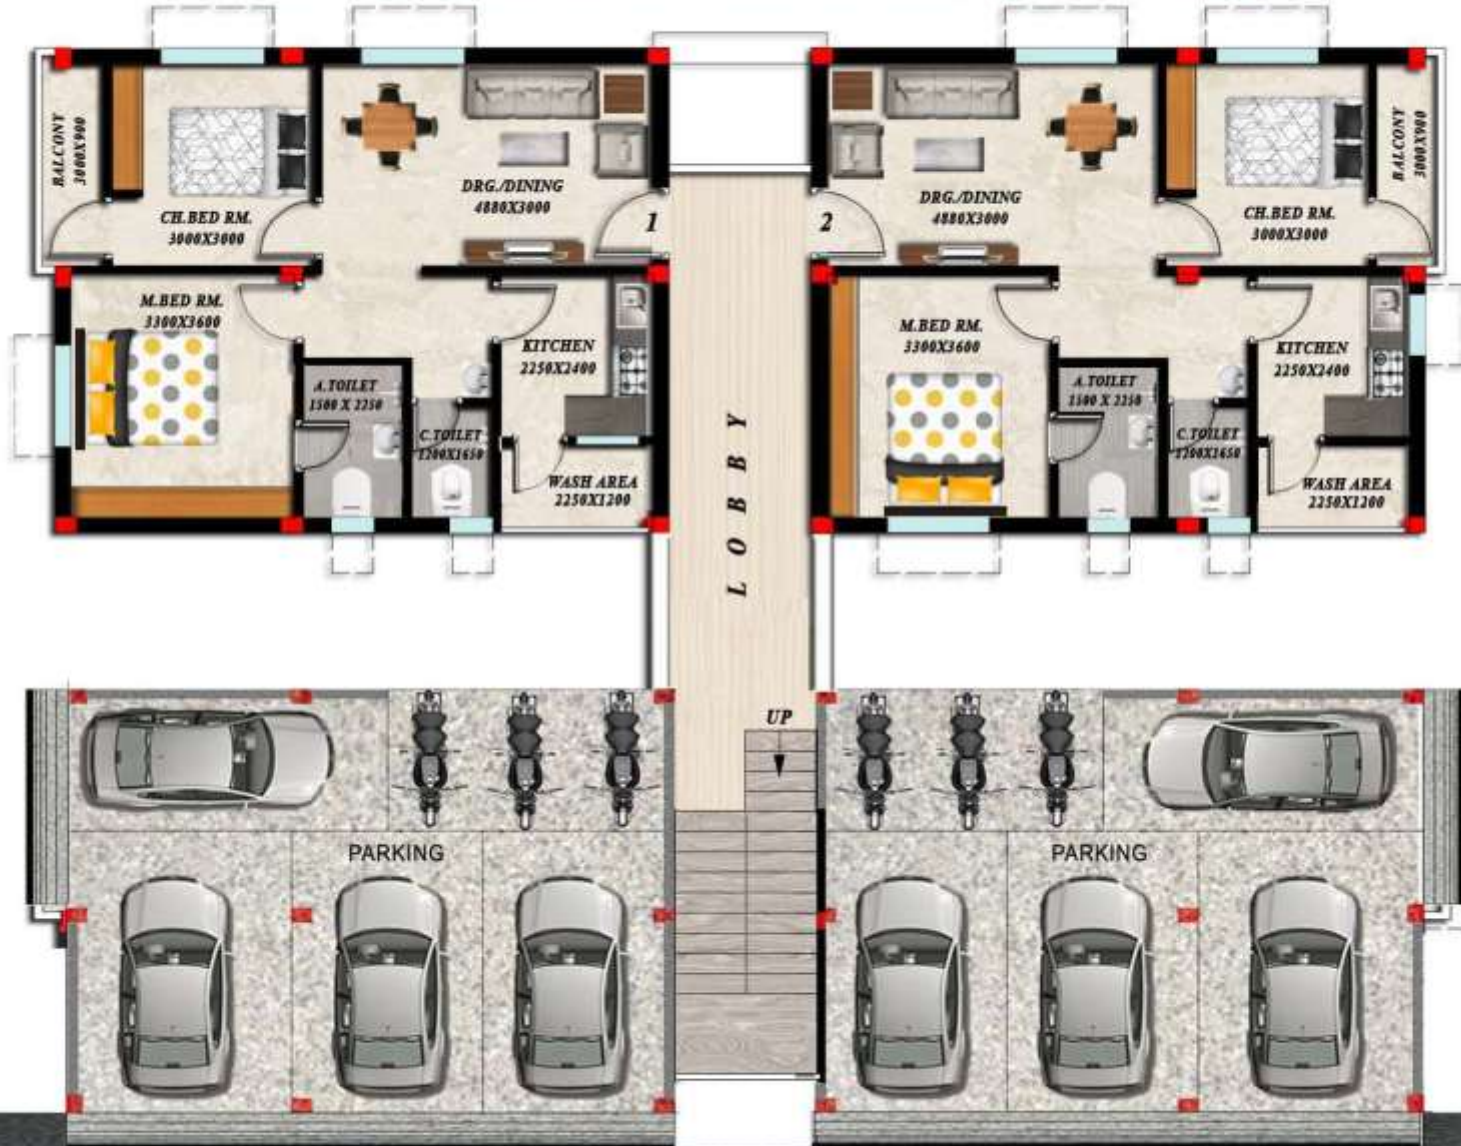 BALCONY
3000X900
CH.BED RM.
3000X3000
DRG./DINING
4880X3000
1
M.BED RM.
3300X3600
A.TOILET
1500 X 2250
C.TOILET
1200X1650
KITCHEN
2250X2400
WASH AREA
2250X1200
LOBBY
2
DRG./DINING
4880X3000
CH.BED RM.
3000X3000
BALCONY
3000X900
M.BED RM.
3300X3600
A.TOILET
1500 X 2250
C.TOILET
1200X1650
KITCHEN
2250X2400
WASH AREA
2250X1200
UP
PARKING
PARKING